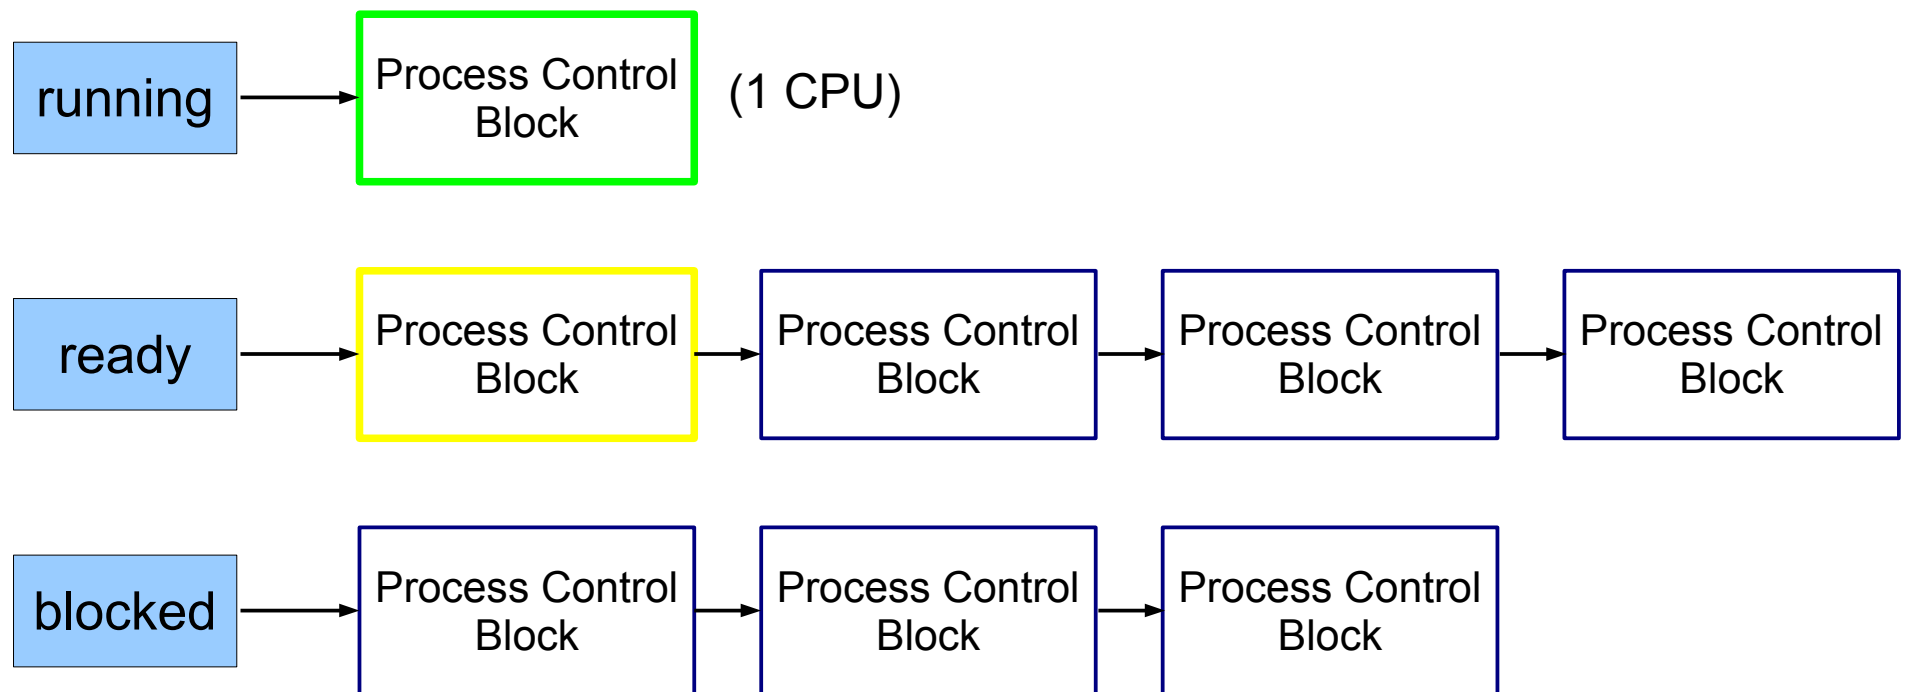 running
Process Control
Block
(1 CPU)
ready
Process Control
Block
Process Control
Block
Process Control
Block
Process Control
Block
blocked
Process Control
Block
Process Control
Block
Process Control
Block